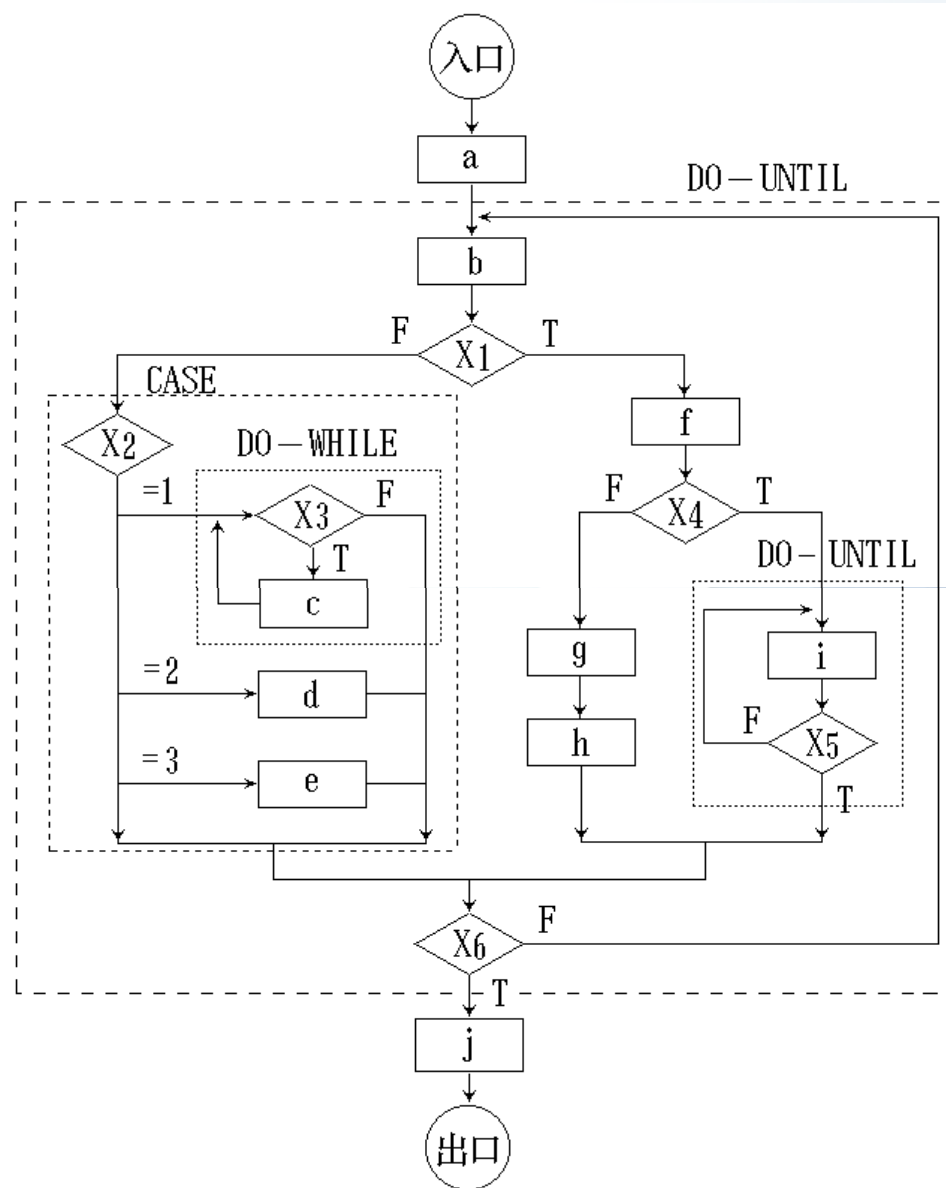 入口
a
DO-UNTIL
b
F
X1
T
CASE
f
X2
DO-WHILE
=1
X3
F
F
X4
T
T
DO-UNTIL
c
g
i
=2
d
F
X5
h
=3
e
T
X6
F
T
j
出口